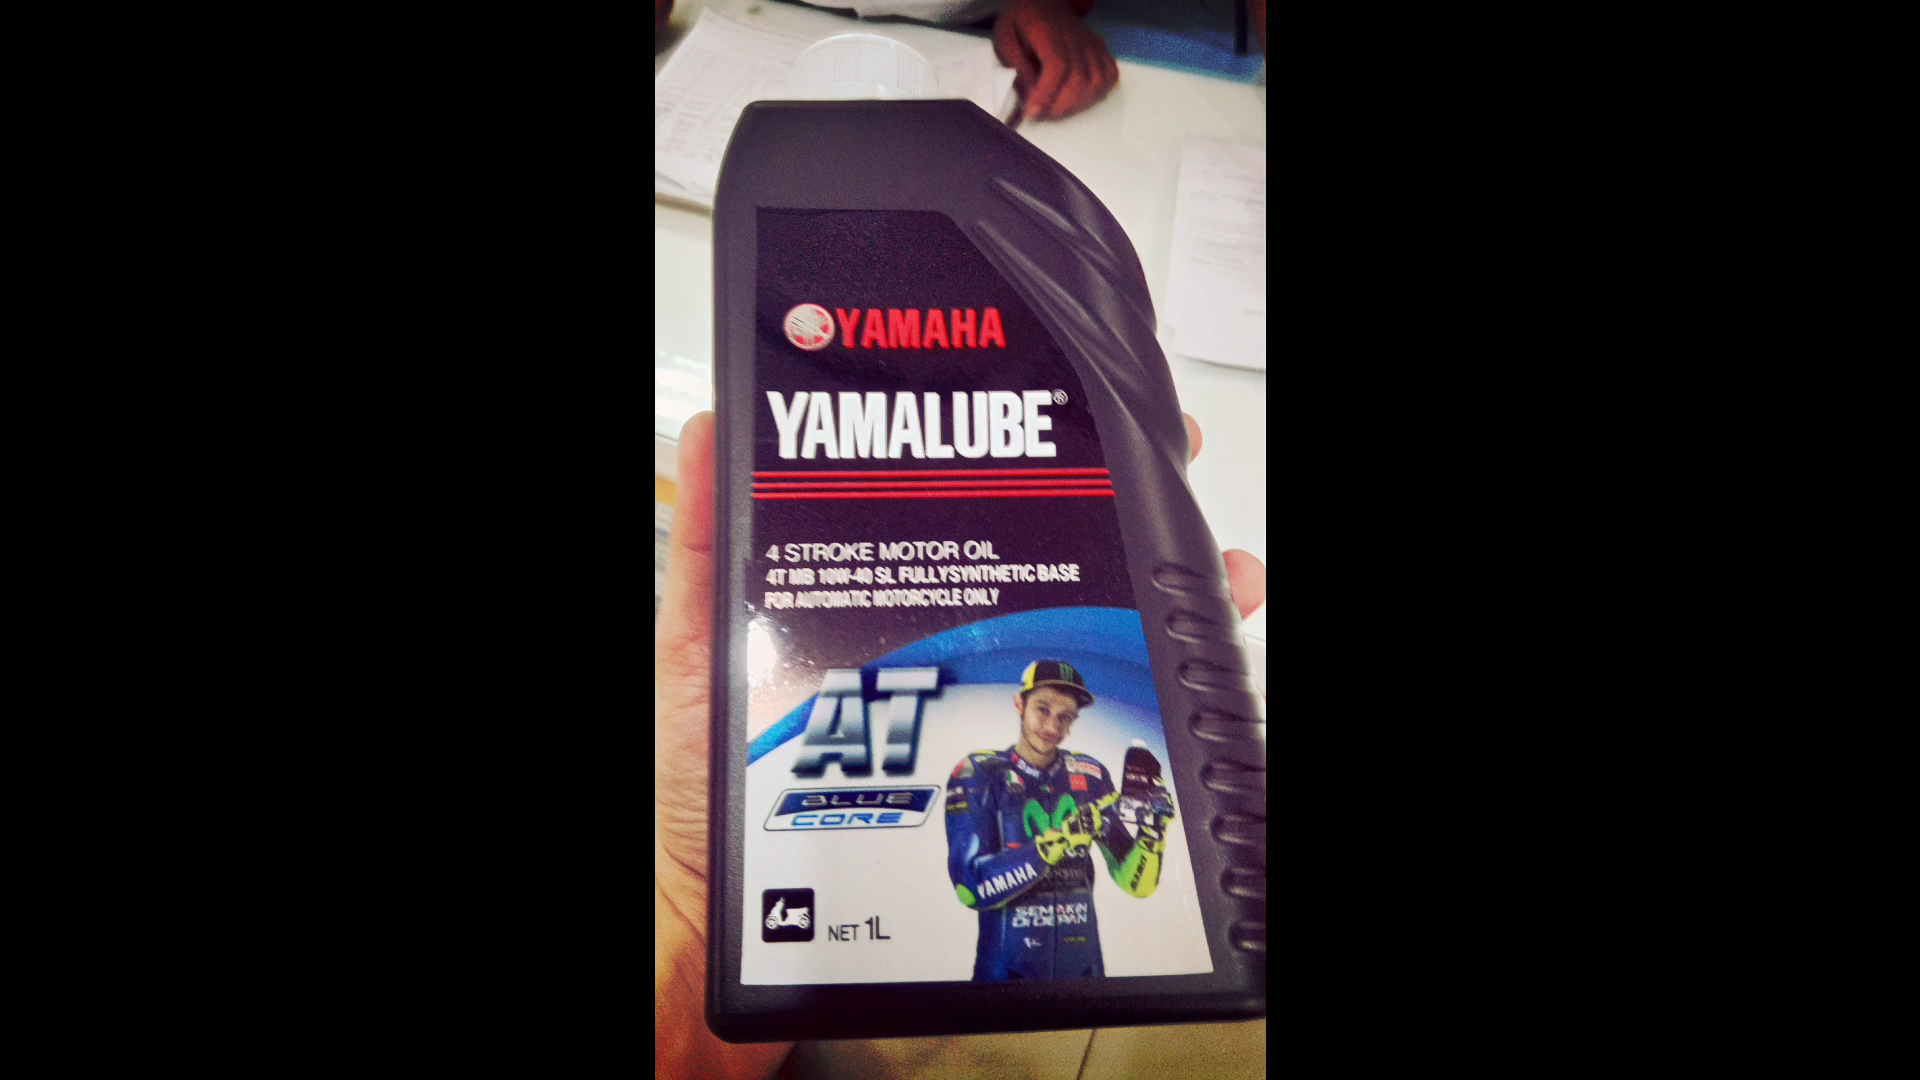 YAMAHA
YAMALUBE®
4 STROKE MOTOR OIL
4T MB 10W-40 SL FULLYSYNTHETIC BASE
FOR AUTOMATIC MOTORCYCLE ONLY
AT
BLUE
CORE
YAMAHA
SEMAKIN
DI DEPAN
NET 1L